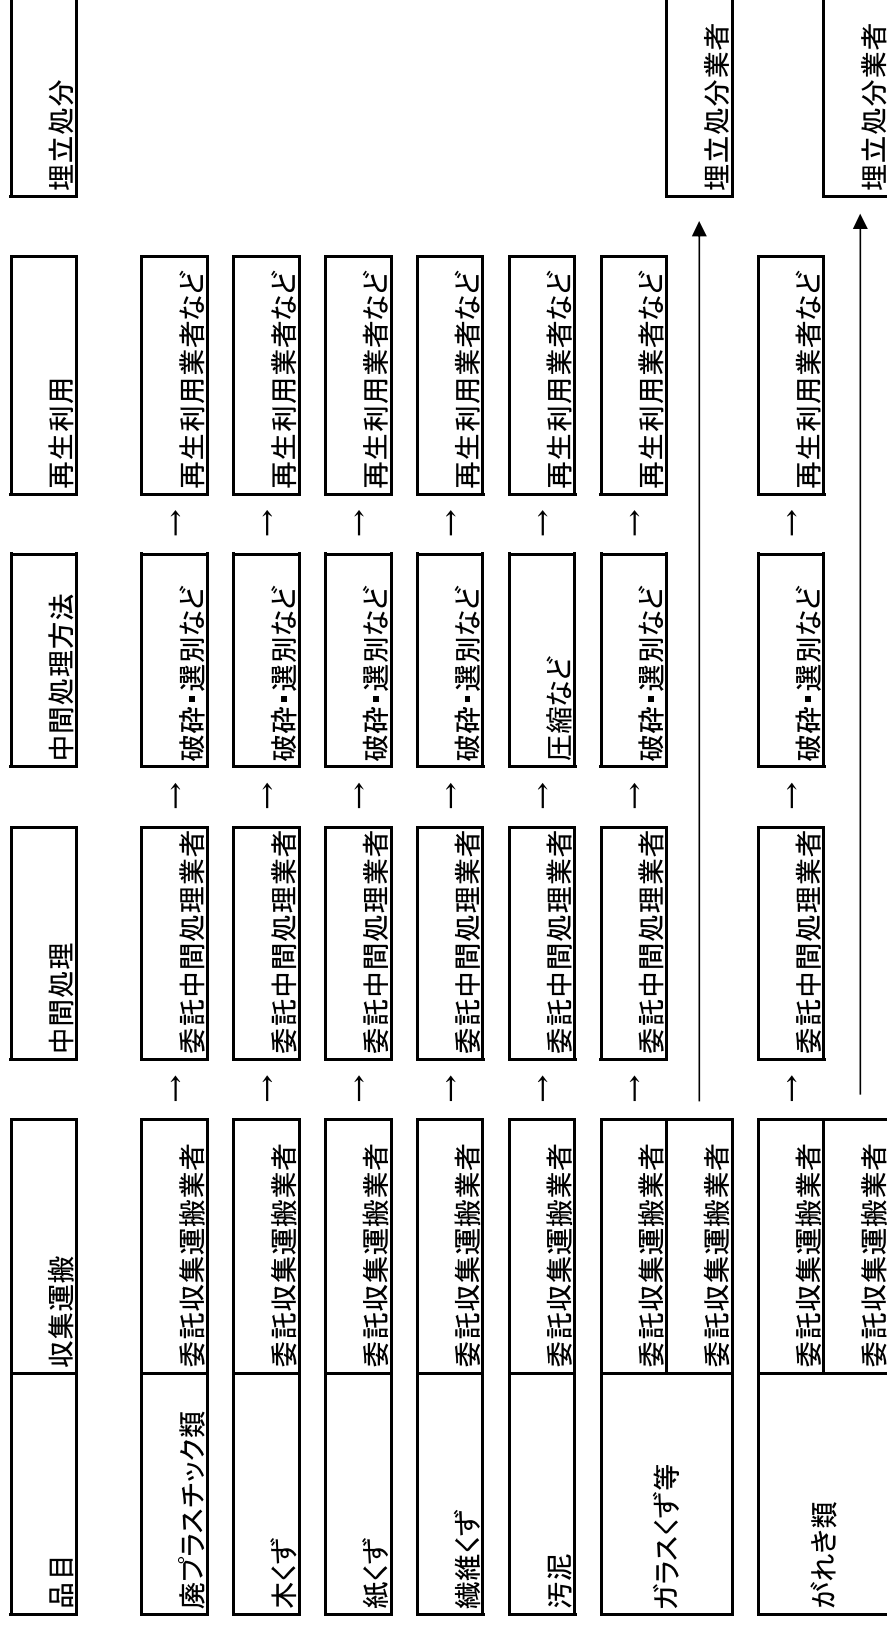 品目 収集運搬 中間処理 中間処理方法 再生利用 埋立処分
廃プラスチック類 委託収集運搬業者 → 委託中間処理業者 → 破砕・選別など → 再生利用業者など
木くず 委託収集運搬業者 → 委託中間処理業者 → 破砕・選別など → 再生利用業者など
紙くず 委託収集運搬業者 → 委託中間処理業者 → 破砕・選別など → 再生利用業者など
繊維くず 委託収集運搬業者 → 委託中間処理業者 → 破砕・選別など → 再生利用業者など
汚泥 委託収集運搬業者 → 委託中間処理業者 → 圧縮など → 再生利用業者など
ガラスくず等 委託収集運搬業者 → 委託中間処理業者 → 破砕・選別など → 再生利用業者など
委託収集運搬業者 埋立処分業者
がれき類 委託収集運搬業者 → 委託中間処理業者 → 破砕・選別など → 再生利用業者など
委託収集運搬業者 埋立処分業者